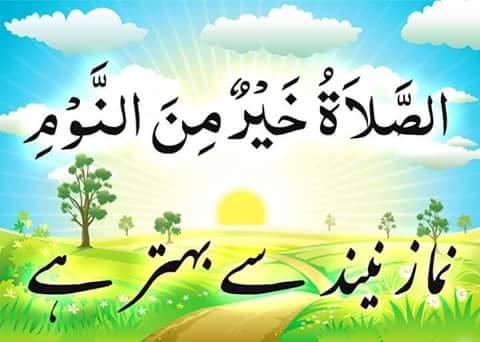 الصَّلَاةُ خَيْرٌ مِنَ النَّوْمِ
نماز نیند سے بہتر ہے